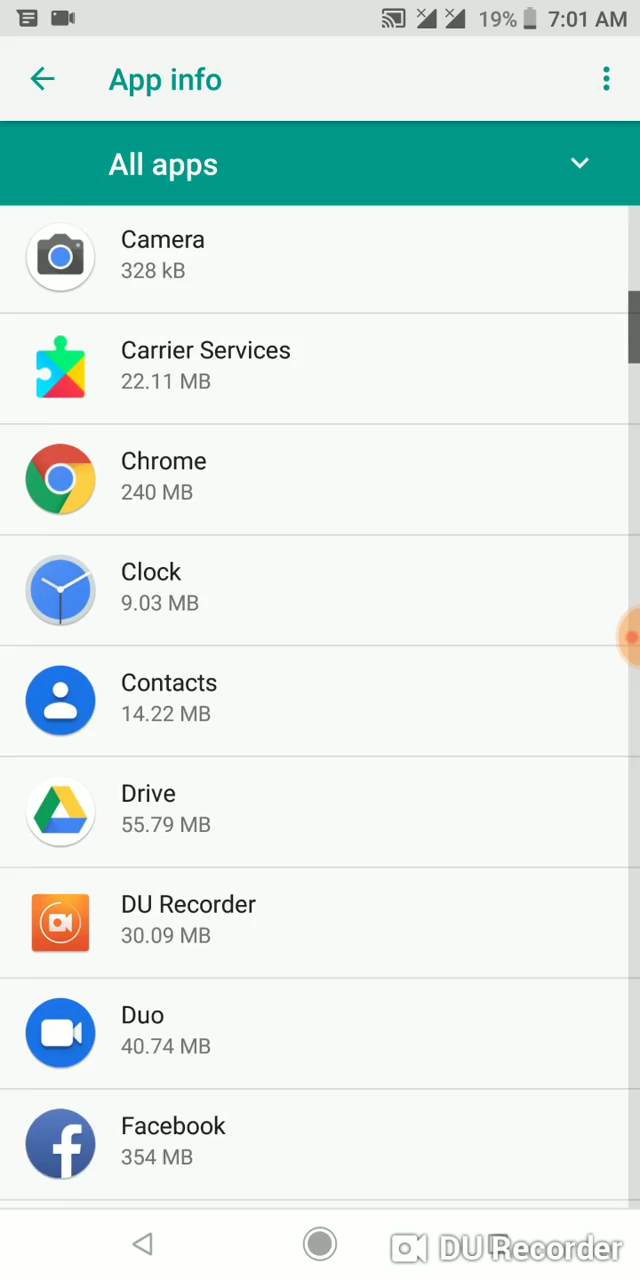 19% 7:01 AM
App info
All apps
Camera
328 kB
Carrier Services
22.11 MB
Chrome
240 MB
Clock
9.03 MB
Contacts
14.22 MB
Drive
55.79 MB
DU Recorder
30.09 MB
Duo
40.74 MB
Facebook
354 MB
DU Recorder